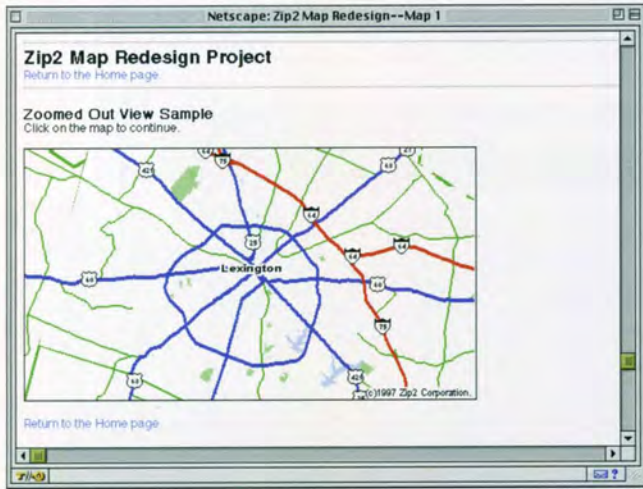 Netscape: Zip2 Map Redesign--Map 1
Zip2 Map Redesign Project
Return to the Home page.
Zoomed Out View Sample
Click on the map to continue.
64
75
421
64
25
64
Lexington
60
60
75
60
421
(c)1997 Zip2 Corporation.
Return to the Home page